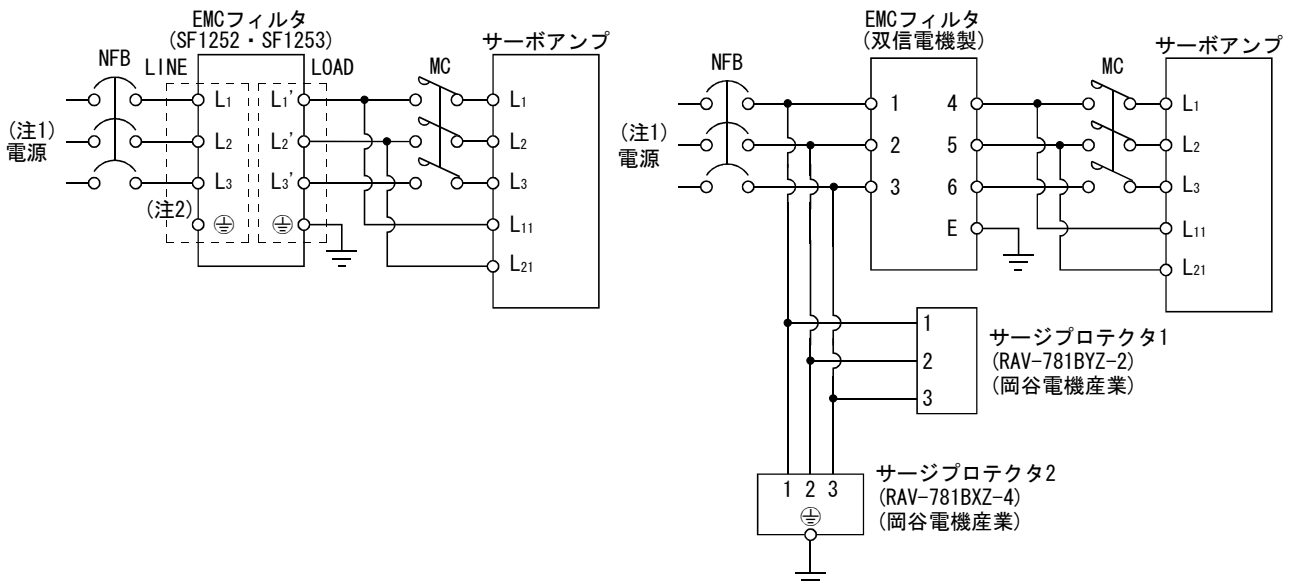 EMCフィルタ
(SF1252・SF1253)
サーボアンプ
NFB
LINE
LOAD
MC
L1
L1'
L1
(注1)
電源
L2
L2'
L2
L3
L3'
L3
(注2)
L11
L21
EMCフィルタ
(双信電機製)
サーボアンプ
NFB
MC
1
4
L1
(注1)
電源
2
5
L2
3
6
L3
E
L11
L21
1
2
3
サージプロテクタ1
(RAV-781BYZ-2)
(岡谷電機産業)
1 2 3
サージプロテクタ2
(RAV-781BXZ-4)
(岡谷電機産業)